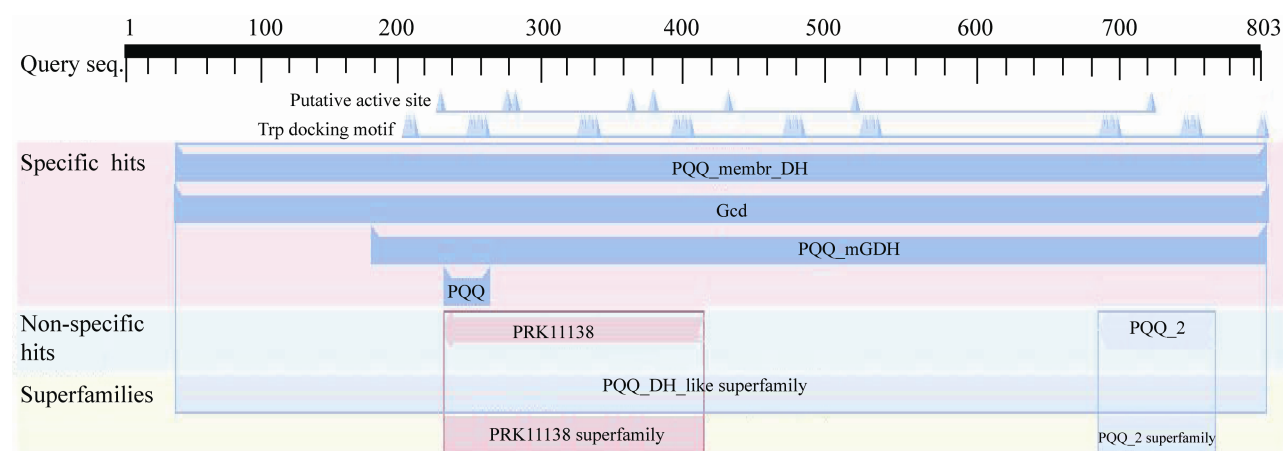 1 100 200 300 400 500 600 700 803
Query seq.
Putative active site
Trp docking motif
Specific hits
PQQ_membr_DH
Gcd
PQQ_mGDH
PQQ
Non-specific
hits
PRK11138
PQQ_2
Superfamilies
PQQ_DH_like superfamily
PRK11138 superfamily
PQQ_2 superfamily